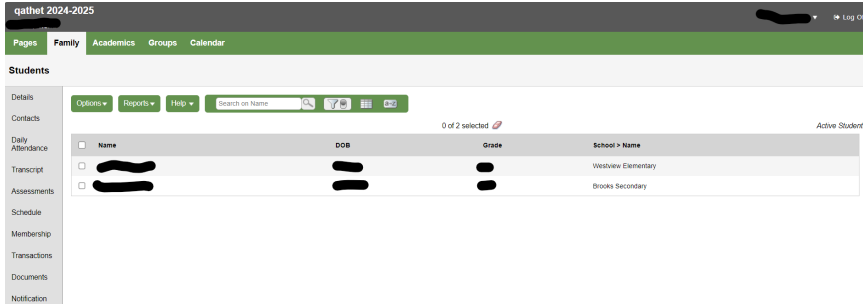 qathet 2024-2025
Log Of
Pages Family Academics Groups Calendar
Students
Details
Contacts
Daily
Attendance
Transcript
Assessments
Schedule
Membership
Transactions
Documents
Notification
Options Reports Help Search on Name
0 of 2 selected Active Student
Name DOB Grade School > Name
Westview Elementary
Brooks Secondary